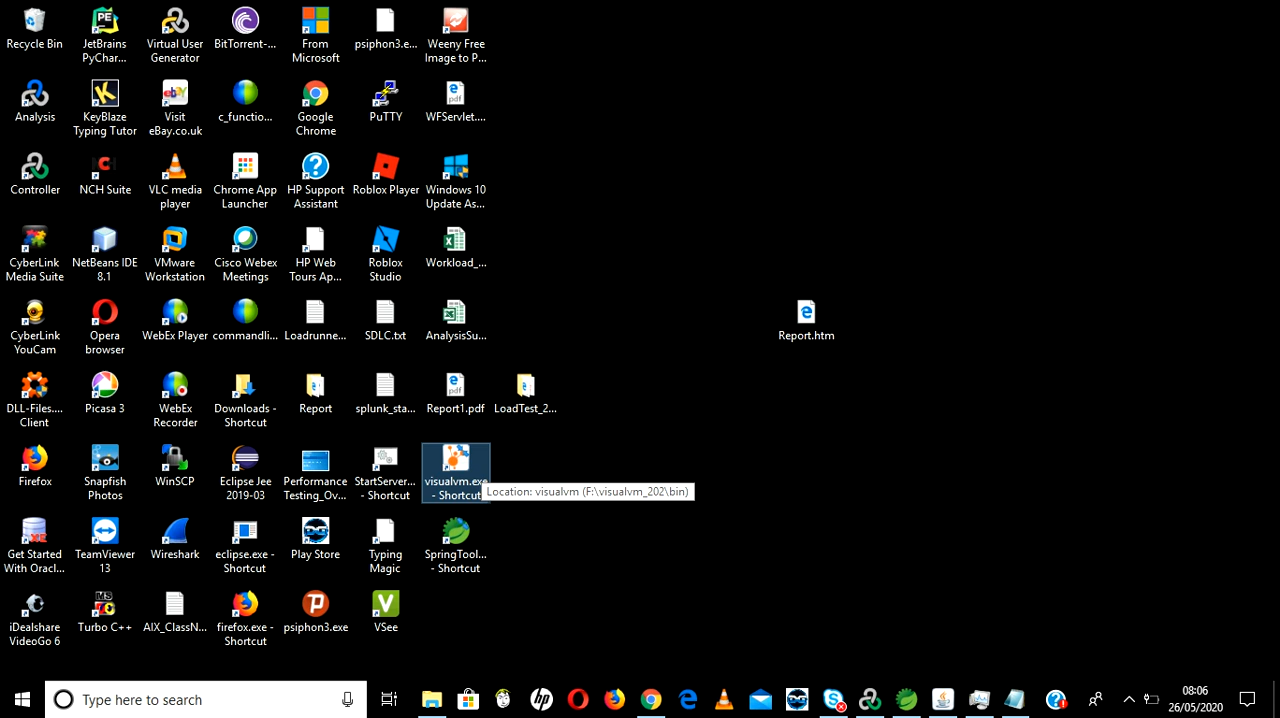 Recycle Bin
JetBrains
PyChar...
Virtual User
Generator
BitTorrent-...
From
Microsoft
psiphon3.e...
Weeny Free
Image to P...
Analysis
KeyBlaze
Typing Tutor
Visit
eBay.co.uk
c_functio...
Google
Chrome
PuTTY
WFServlet....
Controller
NCH Suite
VLC media
player
Chrome App
Launcher
HP Support
Assistant
Roblox Player
Windows 10
Update As...
CyberLink
Media Suite
NetBeans IDE
8.1
VMware
Workstation
Cisco Webex
Meetings
HP Web
Tours Ap...
Roblox
Studio
Workload_...
CyberLink
YouCam
Opera
browser
WebEx Player
commandli...
Loadrunne...
SDLC.txt
AnalysisSu...
Report.htm
DLL-Files....
Client
Picasa 3
WebEx
Recorder
Downloads -
Shortcut
Report
splunk_sta...
Report1.pdf
LoadTest_2...
Firefox
Snapfish
Photos
WinSCP
Eclipse Jee
2019-03
Performance
Testing_Ov...
StartServer...
- Shortcut
visualvm.exe
- Shortcut
Location: visualvm (F:\visualvm_202\bin)
Get Started
With Oracl...
TeamViewer
13
Wireshark
eclipse.exe -
Shortcut
Play Store
Typing
Magic
SpringTool...
- Shortcut
iDealshare
VideoGo 6
Turbo C++
AIX_ClassN...
firefox.exe -
Shortcut
psiphon3.exe
VSee
Type here to search
08:06
26/05/2020